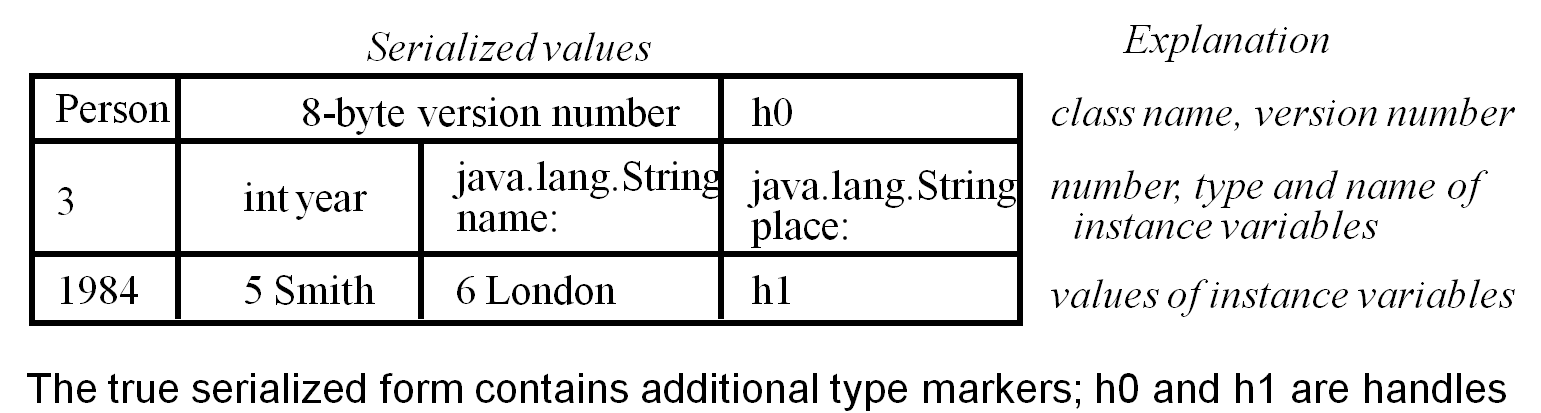 Serialized values Explanation
Person 8-byte version number h0 class name, version number
3 int year java.lang.String name: java.lang.String place: number, type and name of instance variables
1984 5 Smith 6 London h1 values of instance variables
The true serialized form contains additional type markers; h0 and h1 are handles